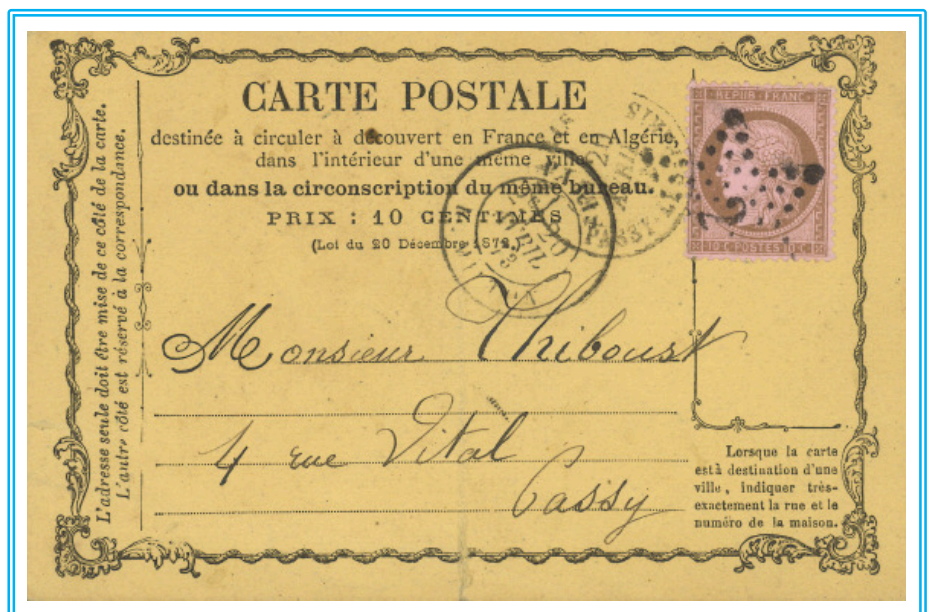 CARTE POSTALE
destinée à circuler à découvert en France et en Algérie,
dans l'intérieur d'une même ville
ou dans la circonscription du même bureau.
PRIX : 10 CENTIMES
(Loi du 20 Décembre 1872.)
REPUB. FRANC.
10 C. POSTES 10 C.
L'adresse seule doit être mise de ce côté de la carte.
L'autre côté est réservé à la correspondance.
Monsieur Thiboust
4 rue Vital
Passy
Lorsque la carte
est à destination d'une
ville, indiquer très-
exactement la rue et le
numéro de la maison.